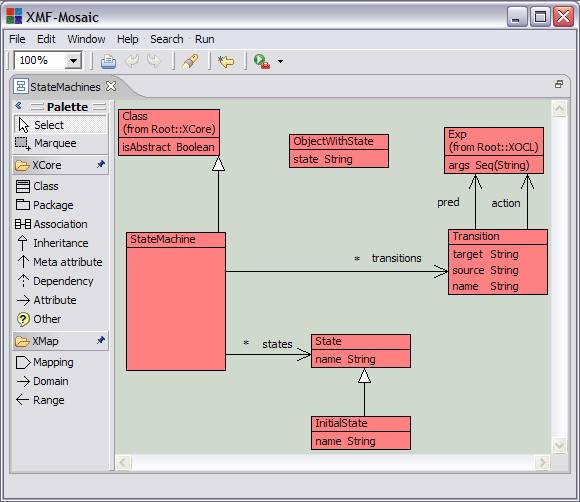 XMF-Mosaic
File Edit Window Help Search Run
100%
StateMachines
Palette
Select
Marquee
XCore
Class
Package
Association
Inheritance
Meta attribute
Dependency
Attribute
Other
XMap
Mapping
Domain
Range
Class
(from Root::XCore)
isAbstract Boolean
ObjectWithState
state String
Exp
(from Root::XOCL)
args Seq(String)
pred action
StateMachine
Transition
target String
source String
name String
* transitions
* states
State
name String
InitialState
name String